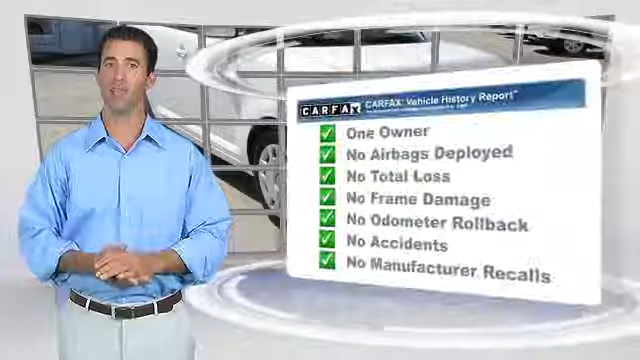 CARFAX CARFAX Vehicle History Report™
One Owner
No Airbags Deployed
No Total Loss
No Frame Damage
No Odometer Rollback
No Accidents
No Manufacturer Recalls